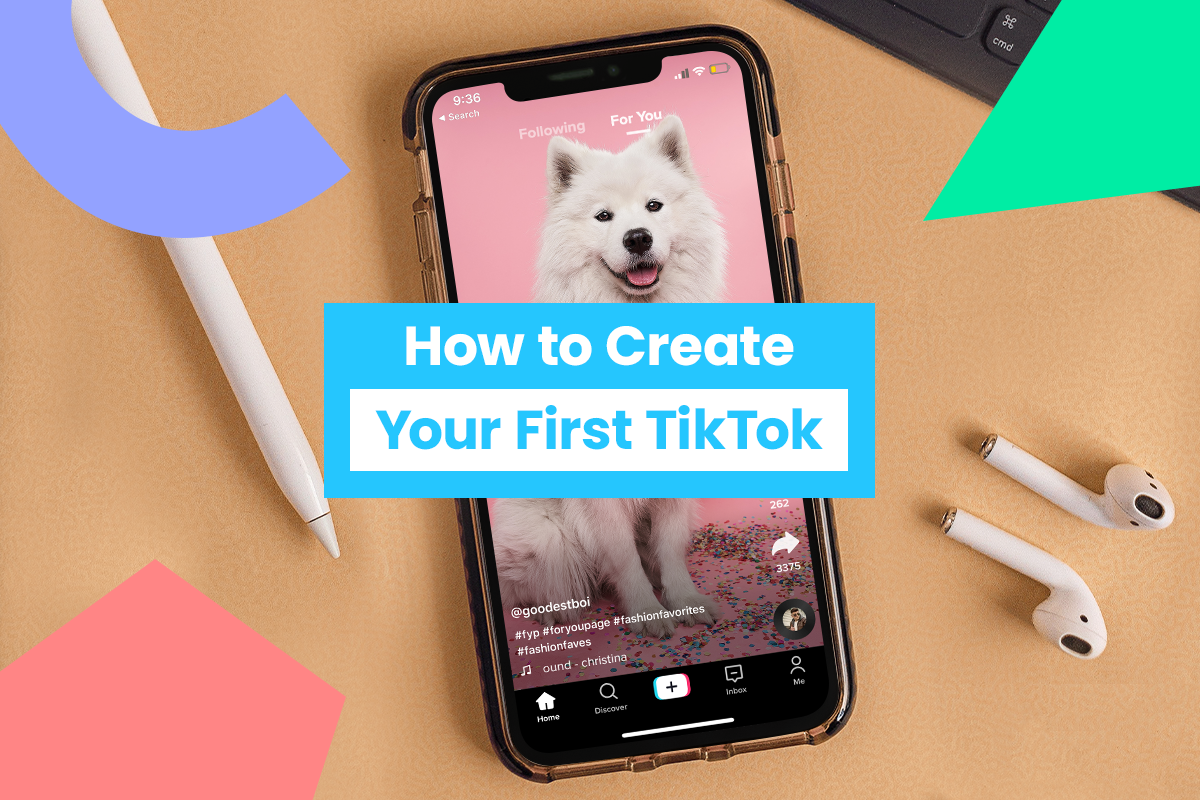 ⌘
cmd
9:36
◂ Search
Following
For You
How to Create
Your First TikTok
262
3375
@goodestboi
#fyp #foryoupage #fashionfavorites
#fashionfaves
ound - christina
Home
Discover
Inbox
Me